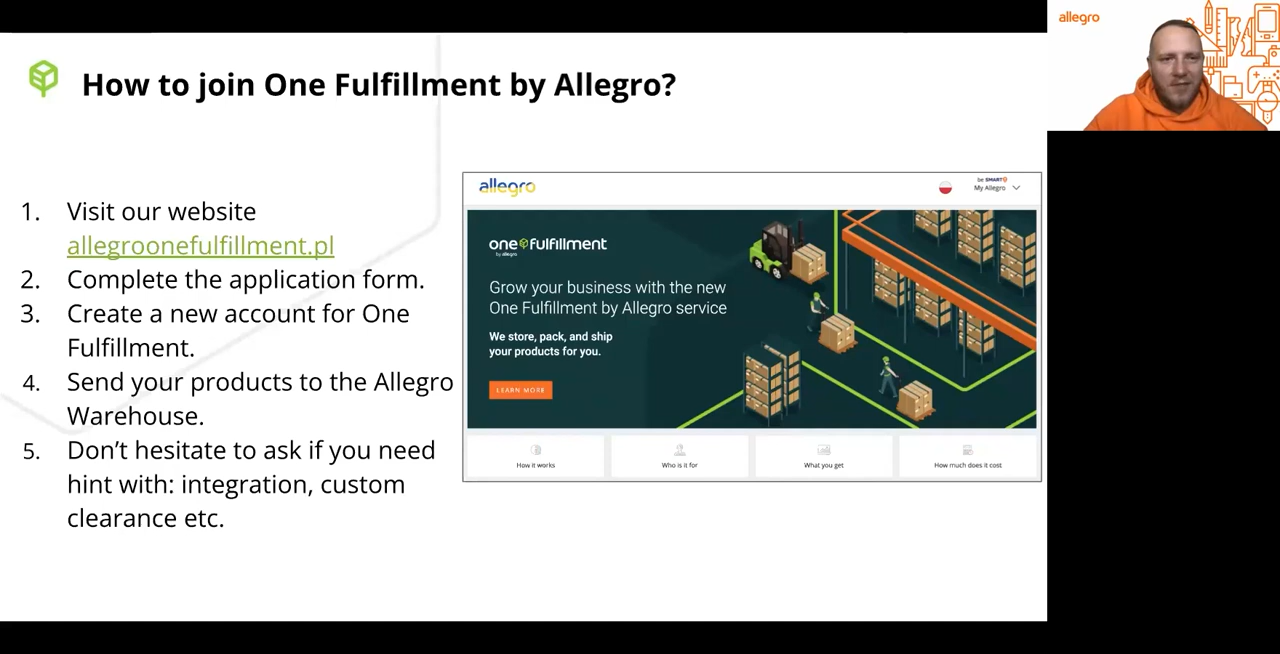 How to join One Fulfillment by Allegro?
1. Visit our website
allegroonefulfillment.pl
2. Complete the application form.
3. Create a new account for One
Fulfillment.
4. Send your products to the Allegro
Warehouse.
5. Don’t hesitate to ask if you need
hint with: integration, custom
clearance etc.
allegro
be SMART!
My Allegro
one fulfillment
by allegro
Grow your business with the new
One Fulfillment by Allegro service
We store, pack, and ship
your products for you.
LEARN MORE
How it works
Who is it for
What you get
How much does it cost
allegro